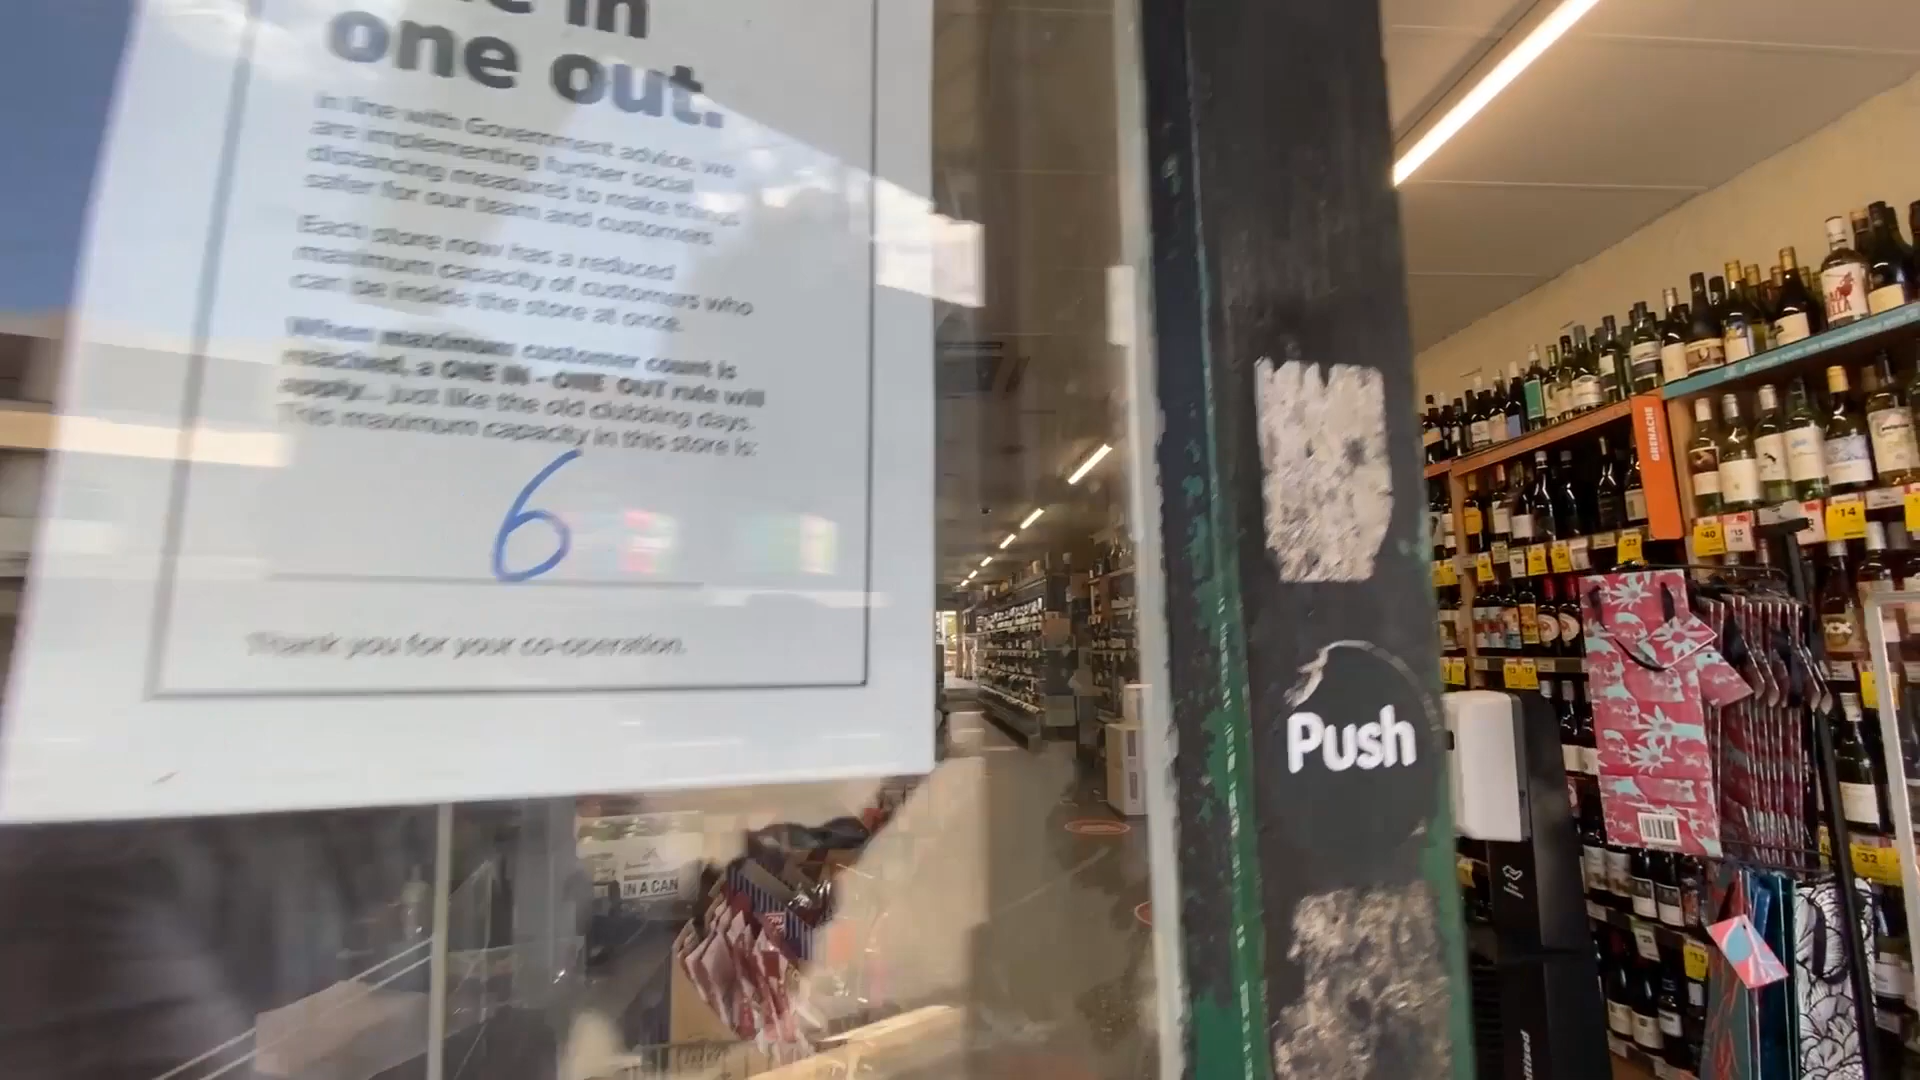 in
one out.
In line with Government advice, we
are implementing further social
distancing measures to make things
safer for our team and customers.
Each store now has a reduced
maximum capacity of customers who
can be inside the store at once.
When maximum customer count is
reached, a ONE IN - ONE OUT rule will
apply... just like the old clubbing days.
This maximum capacity in this store is:
6
Thank you for your co-operation.
Push
IN A CAN
GRENACHE
$14
$40
$32